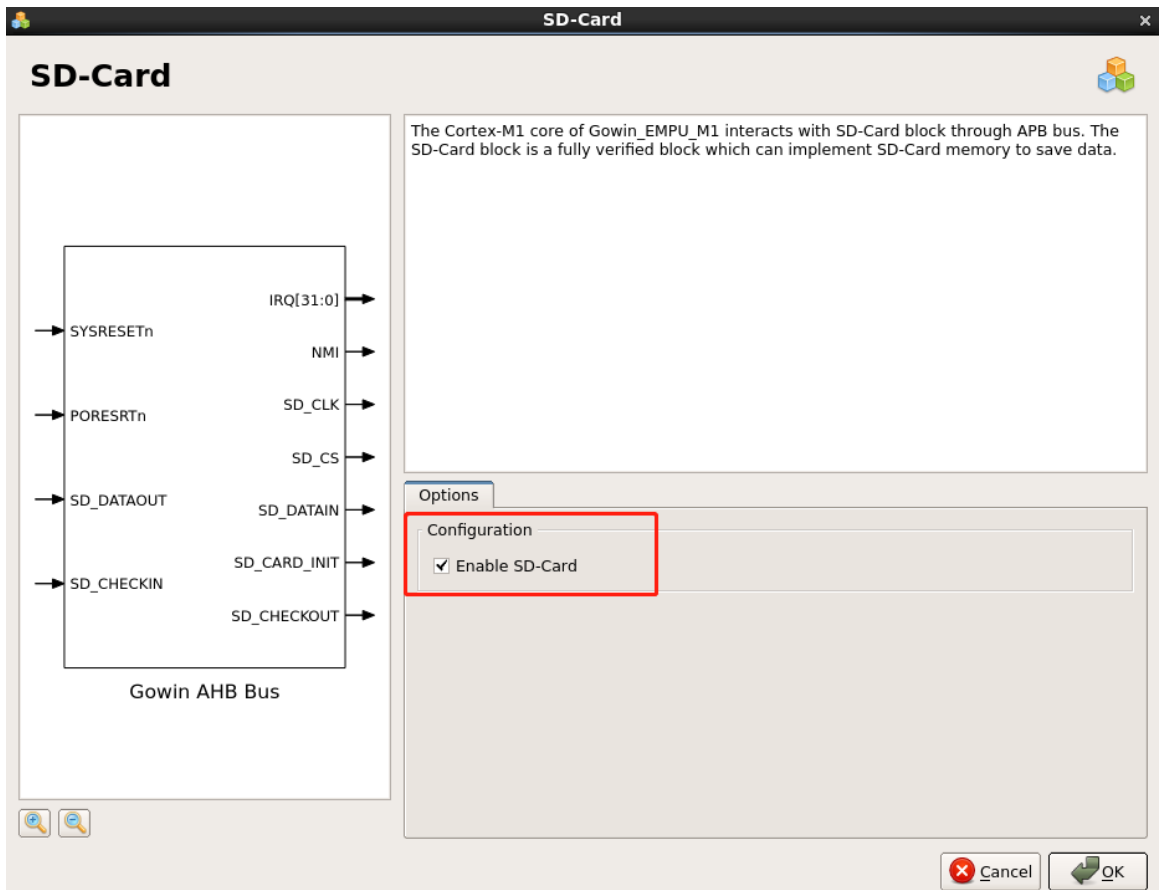 SD-Card
SD-Card
SYSRESETn
PORESRTn
SD_DATAOUT
SD_CHECKIN
IRQ[31:0]
NMI
SD_CLK
SD_CS
SD_DATAIN
SD_CARD_INIT
SD_CHECKOUT
Gowin AHB Bus
The Cortex-M1 core of Gowin_EMPU_M1 interacts with SD-Card block through APB bus. The
SD-Card block is a fully verified block which can implement SD-Card memory to save data.
Options
Configuration
Enable SD-Card
Cancel
OK